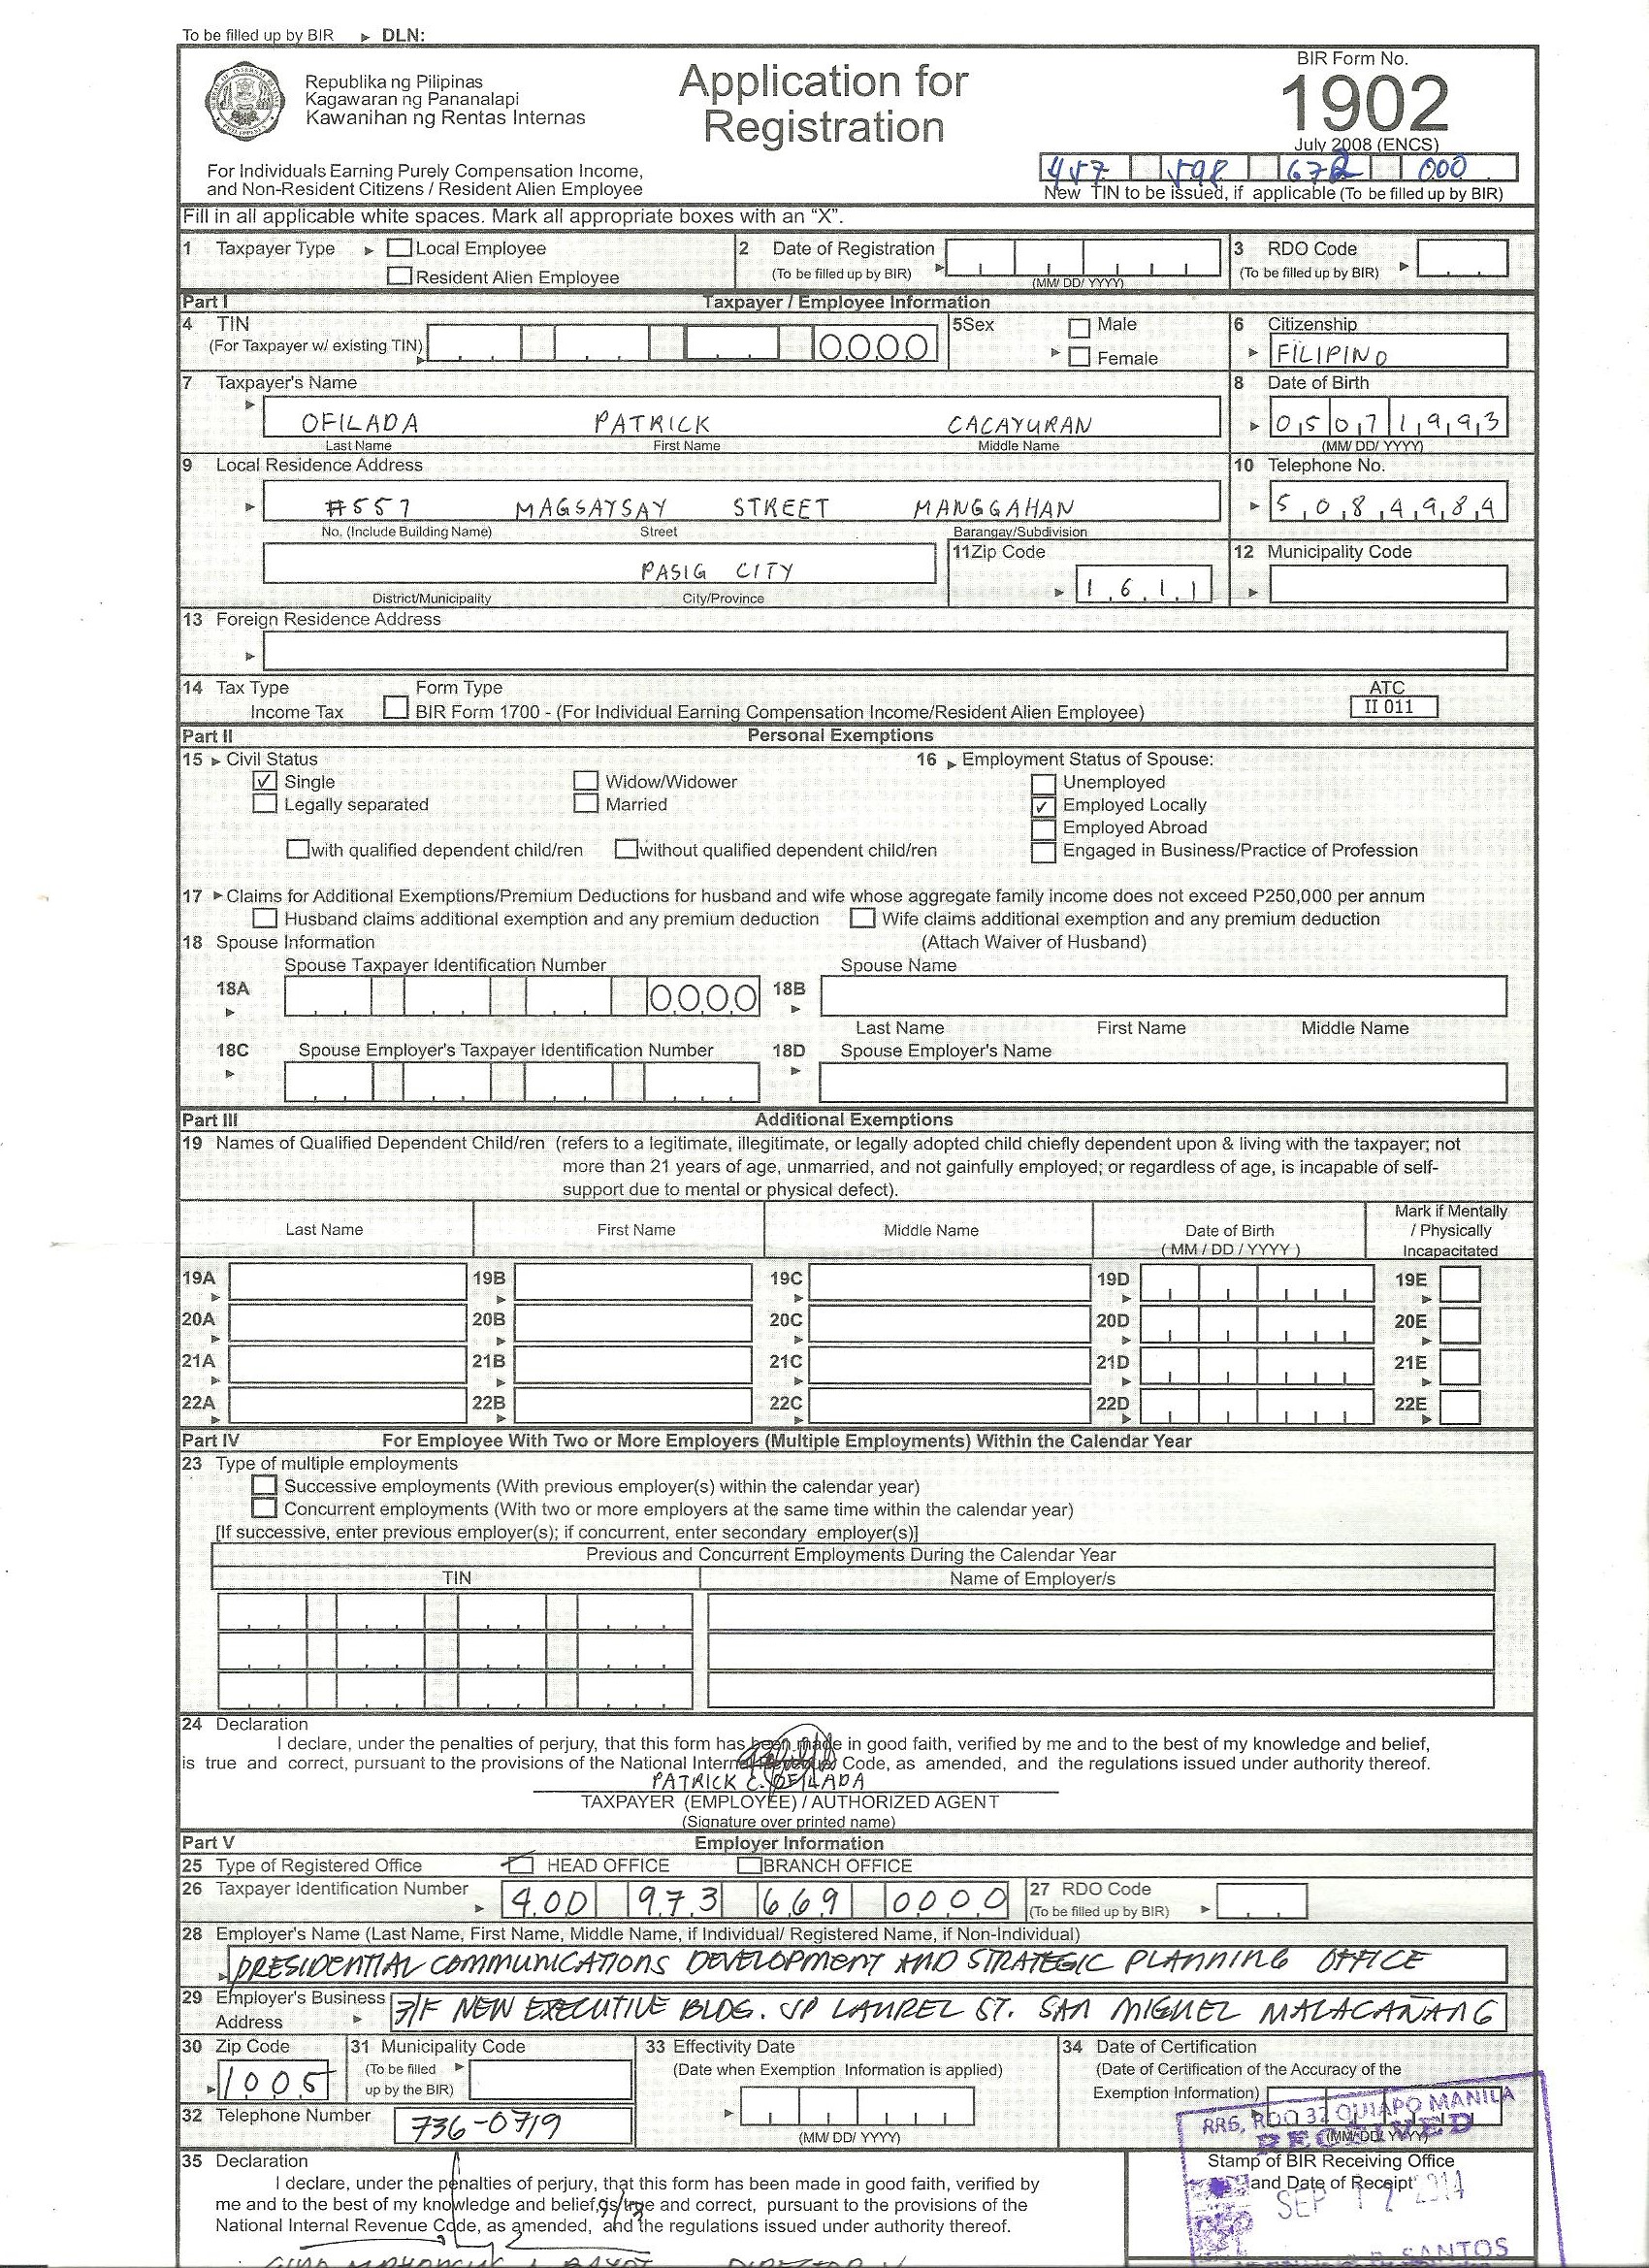 To be filled up by BIR ▸ DLN:
Republika ng Pilipinas
Kagawaran ng Pananalapi
Kawanihan ng Rentas Internas
Application for
Registration
BIR Form No.
1902
July 2008 (ENCS)
For Individuals Earning Purely Compensation Income,
and Non-Resident Citizens / Resident Alien Employee
457 598 672 000
New TIN to be issued, if applicable (To be filled up by BIR)
Fill in all applicable white spaces. Mark all appropriate boxes with an “X”.
1 Taxpayer Type Local Employee
Resident Alien Employee
2 Date of Registration
(To be filled up by BIR)
(MM/ DD/ YYYY)
3 RDO Code
(To be filled up by BIR)
Part I Taxpayer / Employee Information
4 TIN
(For Taxpayer w/ existing TIN)
0000
5Sex Male
Female
6 Citizenship
FILIPINO
7 Taxpayer's Name
OFILADA PATRICK CACAYURAN
Last Name First Name Middle Name
8 Date of Birth
05071993
(MM/ DD/ YYYY)
9 Local Residence Address
#557 MAGSAYSAY STREET MANGGAHAN
No. (Include Building Name) Street Barangay/Subdivision
10 Telephone No.
5084984
PASIG CITY
District/Municipality City/Province
11Zip Code
1611
12 Municipality Code
13 Foreign Residence Address
14 Tax Type Form Type ATC
Income Tax BIR Form 1700 - (For Individual Earning Compensation Income/Resident Alien Employee) II 011
Part II Personal Exemptions
15 Civil Status
Single Widow/Widower
Legally separated Married
with qualified dependent child/ren without qualified dependent child/ren
16 Employment Status of Spouse:
Unemployed
Employed Locally
Employed Abroad
Engaged in Business/Practice of Profession
17 Claims for Additional Exemptions/Premium Deductions for husband and wife whose aggregate family income does not exceed P250,000 per annum
Husband claims additional exemption and any premium deduction Wife claims additional exemption and any premium deduction
18 Spouse Information (Attach Waiver of Husband)
Spouse Taxpayer Identification Number Spouse Name
18A 0000 18B
Last Name First Name Middle Name
18C Spouse Employer's Taxpayer Identification Number 18D Spouse Employer's Name
Part III Additional Exemptions
19 Names of Qualified Dependent Child/ren (refers to a legitimate, illegitimate, or legally adopted child chiefly dependent upon & living with the taxpayer; not
more than 21 years of age, unmarried, and not gainfully employed; or regardless of age, is incapable of self-
support due to mental or physical defect).
Last Name First Name Middle Name Date of Birth
( MM / DD / YYYY )
Mark if Mentally
/ Physically
Incapacitated
19A 19B 19C 19D 19E
20A 20B 20C 20D 20E
21A 21B 21C 21D 21E
22A 22B 22C 22D 22E
Part IV For Employee With Two or More Employers (Multiple Employments) Within the Calendar Year
23 Type of multiple employments
Successive employments (With previous employer(s) within the calendar year)
Concurrent employments (With two or more employers at the same time within the calendar year)
[If successive, enter previous employer(s); if concurrent, enter secondary employer(s)]
Previous and Concurrent Employments During the Calendar Year
TIN Name of Employer/s
24 Declaration
I declare, under the penalties of perjury, that this form has been made in good faith, verified by me and to the best of my knowledge and belief,
is true and correct, pursuant to the provisions of the National Internal Revenue Code, as amended, and the regulations issued under authority thereof.
PATRICK C. OFILADA
TAXPAYER (EMPLOYEE) / AUTHORIZED AGENT
(Signature over printed name)
Part V Employer Information
25 Type of Registered Office HEAD OFFICE BRANCH OFFICE
26 Taxpayer Identification Number 400 973 669 0000
27 RDO Code
(To be filled up by BIR)
28 Employer's Name (Last Name, First Name, Middle Name, if Individual/ Registered Name, if Non-Individual)
PRESIDENTIAL COMMUNICATIONS DEVELOPMENT AND STRATEGIC PLANNING OFFICE
29 Employer's Business
Address
3/F NEW EXECUTIVE BLDG. JP LAUREL ST. SAN MIGUEL MALACAÑANG
30 Zip Code
1005
31 Municipality Code
(To be filled
up by the BIR)
32 Telephone Number 736-0719
33 Effectivity Date
(Date when Exemption Information is applied)
(MM/ DD/ YYYY)
34 Date of Certification
(Date of Certification of the Accuracy of the
Exemption Information)
(MM/ DD/ YYYY)
RR6, RDO 32 QUIAPO MANILA
RECEIVED
Stamp of BIR Receiving Office
and Date of Receipt
SEP 12 2014
SANTOS
35 Declaration
I declare, under the penalties of perjury, that this form has been made in good faith, verified by
me and to the best of my knowledge and belief, is true and correct, pursuant to the provisions of the
National Internal Revenue Code, as amended, and the regulations issued under authority thereof.